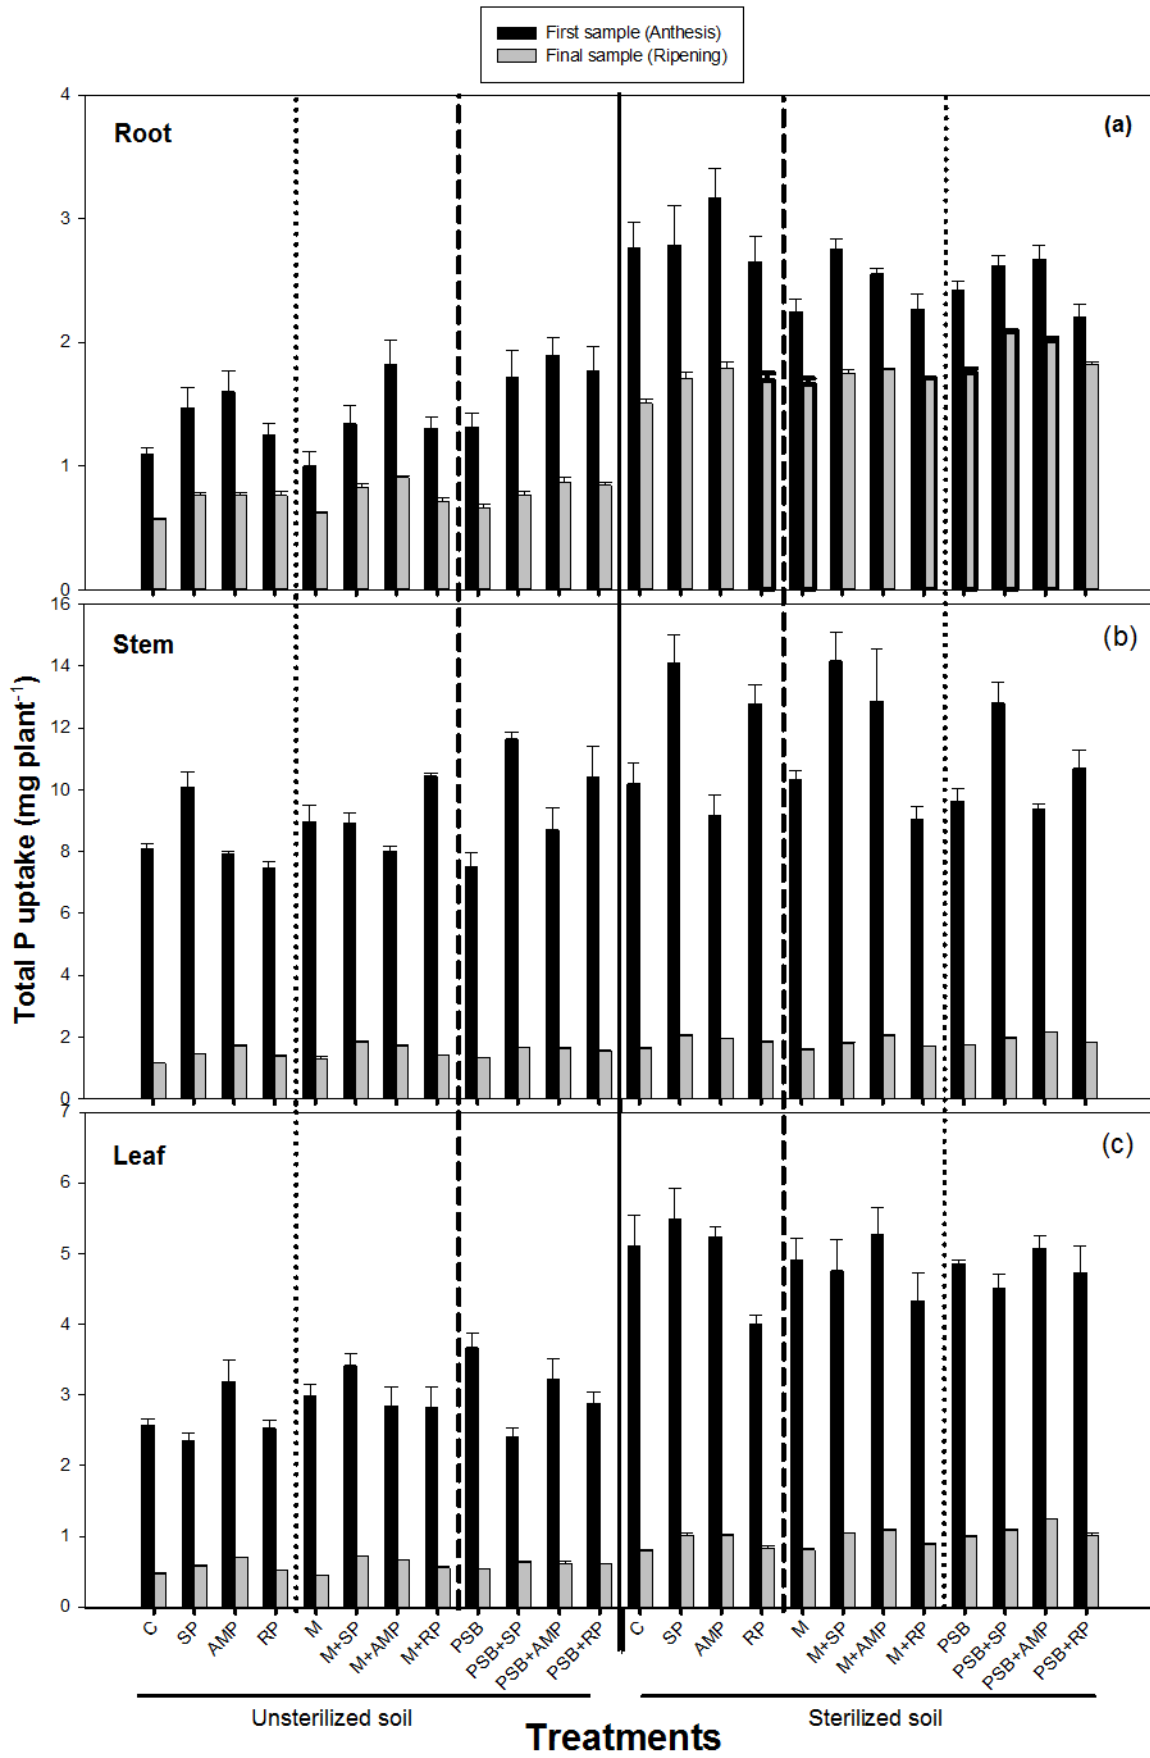 First sample (Anthesis)
Final sample (Ripening)
Root
(a)
4
3
2
1
0
Stem
(b)
16
14
12
10
8
6
4
2
0
Leaf
(c)
7
6
5
4
3
2
1
0
Total P uptake (mg plant⁻¹)
C SP AMP RP M M+SP M+AMP M+RP PSB PSB+SP PSB+AMP PSB+RP C SP AMP RP M M+SP M+AMP M+RP PSB PSB+SP PSB+AMP PSB+RP
Unsterilized soil Sterilized soil
Treatments